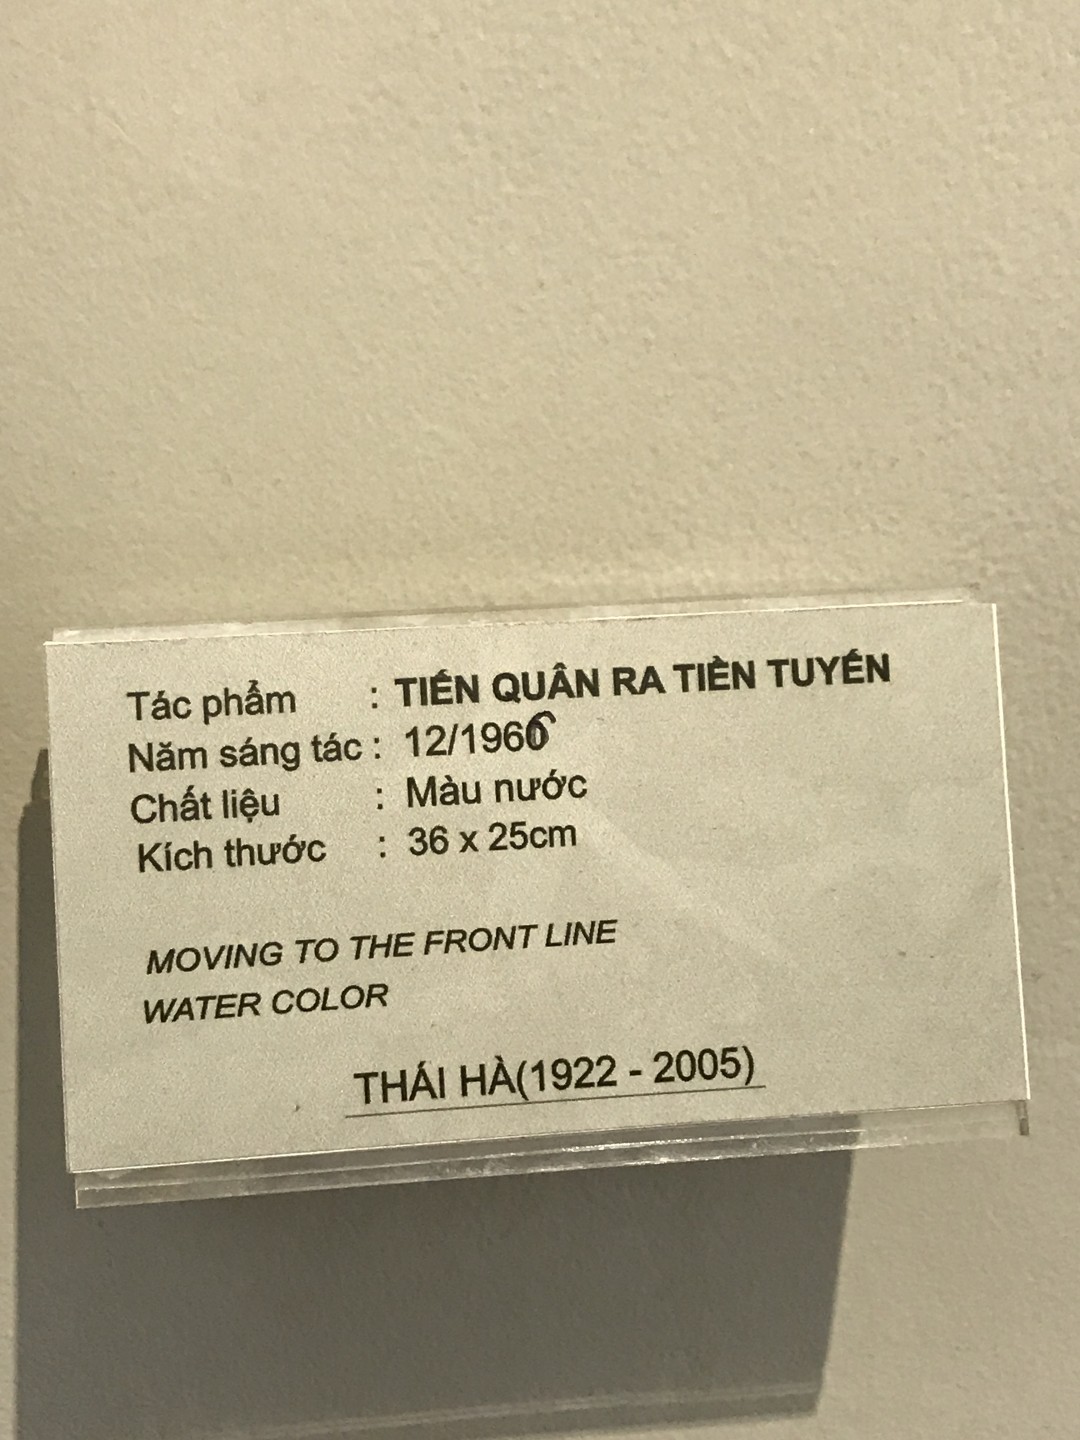 Tác phẩm : TIẾN QUÂN RA TIỀN TUYẾN
Năm sáng tác : 12/1966
Chất liệu : Màu nước
Kích thước : 36 x 25cm
MOVING TO THE FRONT LINE
WATER COLOR
THÁI HÀ(1922 - 2005)